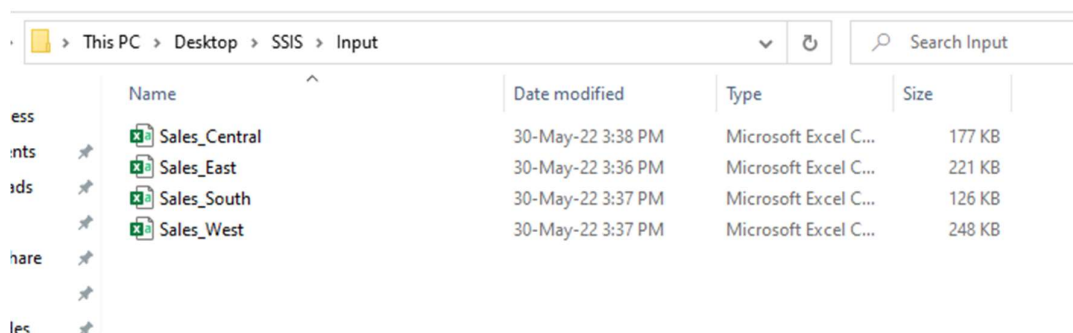 This PC > Desktop > SSIS > Input
Search Input
Name Date modified Type Size
ess
Sales_Central 30-May-22 3:38 PM Microsoft Excel C... 177 KB
ents
Sales_East 30-May-22 3:36 PM Microsoft Excel C... 221 KB
ads
Sales_South 30-May-22 3:37 PM Microsoft Excel C... 126 KB
Sales_West 30-May-22 3:37 PM Microsoft Excel C... 248 KB
hare
les